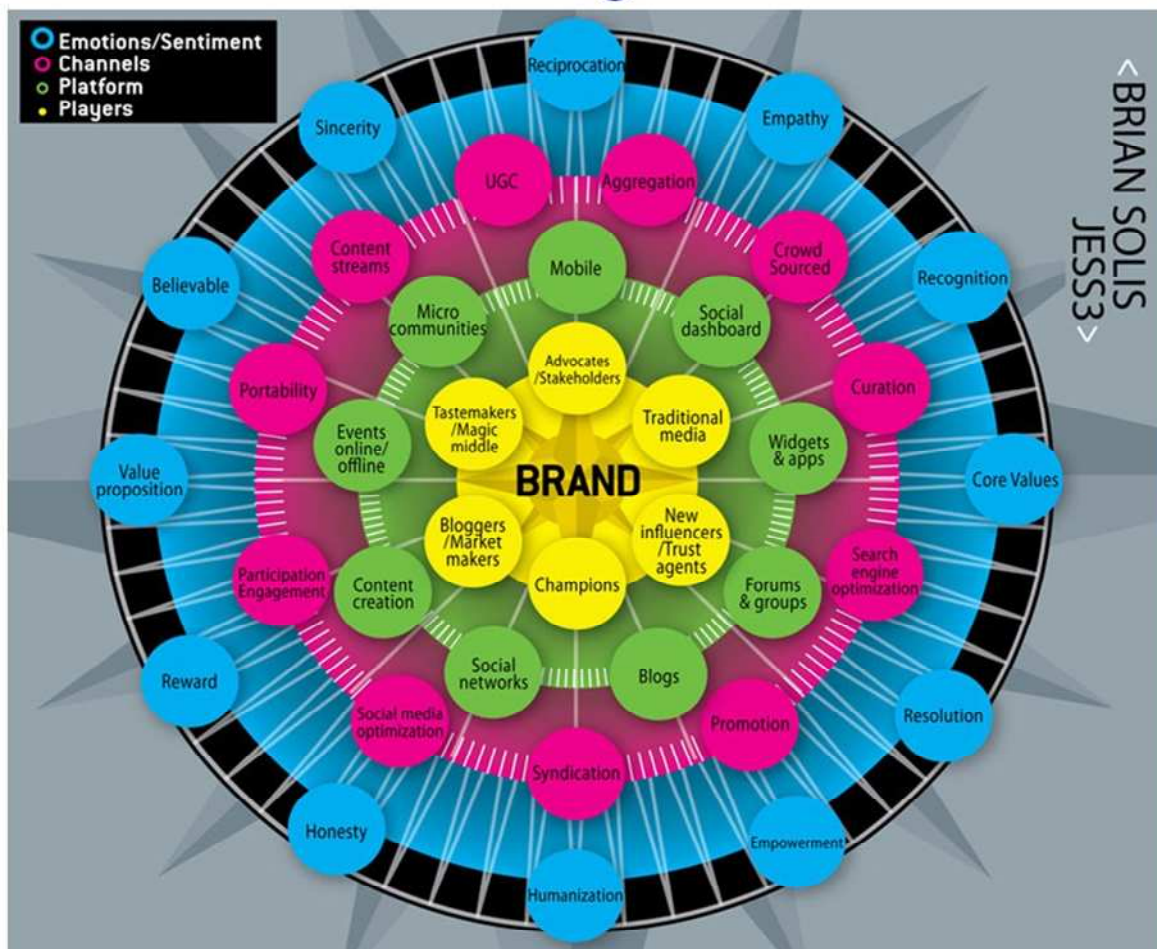 Emotions/Sentiment
Channels
Platform
Players
<BRIAN SOLIS
JESS3>
Reciprocation
Empathy
Recognition
Core Values
Resolution
Empowerment
Humanization
Honesty
Reward
Value
proposition
Believable
Sincerity
UGC
Aggregation
Crowd
Sourced
Curation
Search
engine
optimization
Promotion
Syndication
Social media
optimization
Participation
Engagement
Portability
Content
streams
Mobile
Social
dashboard
Widgets
& apps
Forums
& groups
Blogs
Social
networks
Content
creation
Events
online/
offline
Micro
communities
Advocates
/Stakeholders
Traditional
media
New
influencers
/Trust
agents
Champions
Bloggers
/Market
makers
Tastemakers
/Magic
middle
BRAND